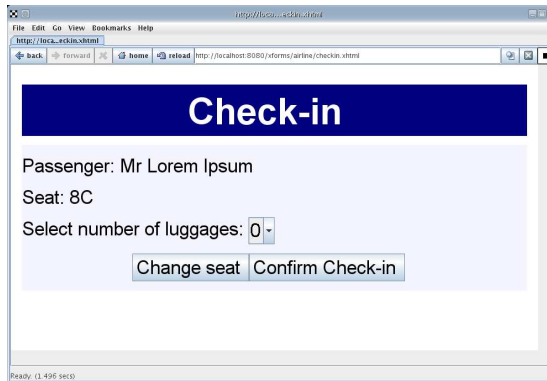 http://loca...eckin.xhtml
File Edit Go View Bookmarks Help
http://loca...eckin.xhtml
back forward home reload http://localhost:8080/xforms/airline/checkin.xhtml
Check-in
Passenger: Mr Lorem Ipsum
Seat: 8C
Select number of luggages: 0
Change seat Confirm Check-in
Ready. (1.496 secs)